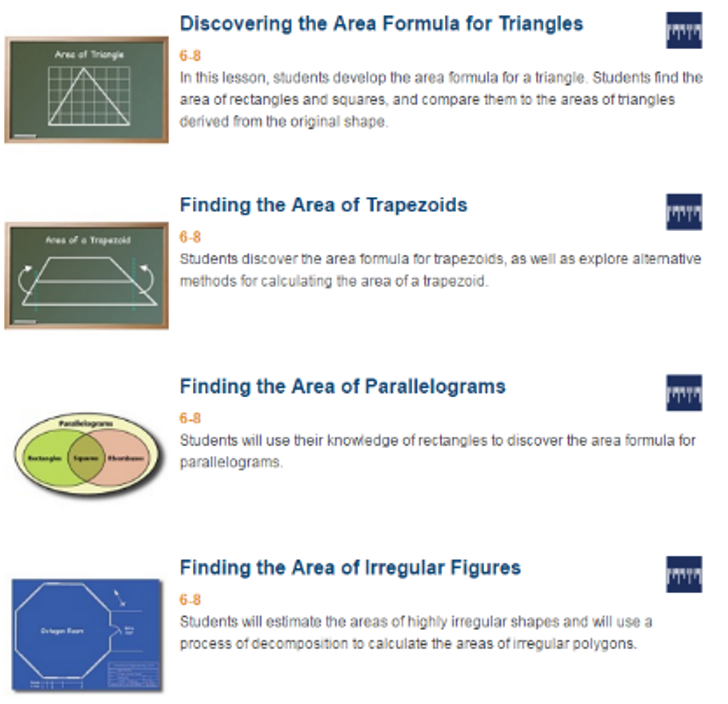 Discovering the Area Formula for Triangles
6-8
In this lesson, students develop the area formula for a triangle. Students find the
area of rectangles and squares, and compare them to the areas of triangles
derived from the original shape.
Area of Triangle
Finding the Area of Trapezoids
6-8
Students discover the area formula for trapezoids, as well as explore alternative
methods for calculating the area of a trapezoid.
Area of a Trapezoid
Finding the Area of Parallelograms
6-8
Students will use their knowledge of rectangles to discover the area formula for
parallelograms.
Parallelograms
Rectangles Squares Rhombuses
Finding the Area of Irregular Figures
6-8
Students will estimate the areas of highly irregular shapes and will use a
process of decomposition to calculate the areas of irregular polygons.
Octagon Room